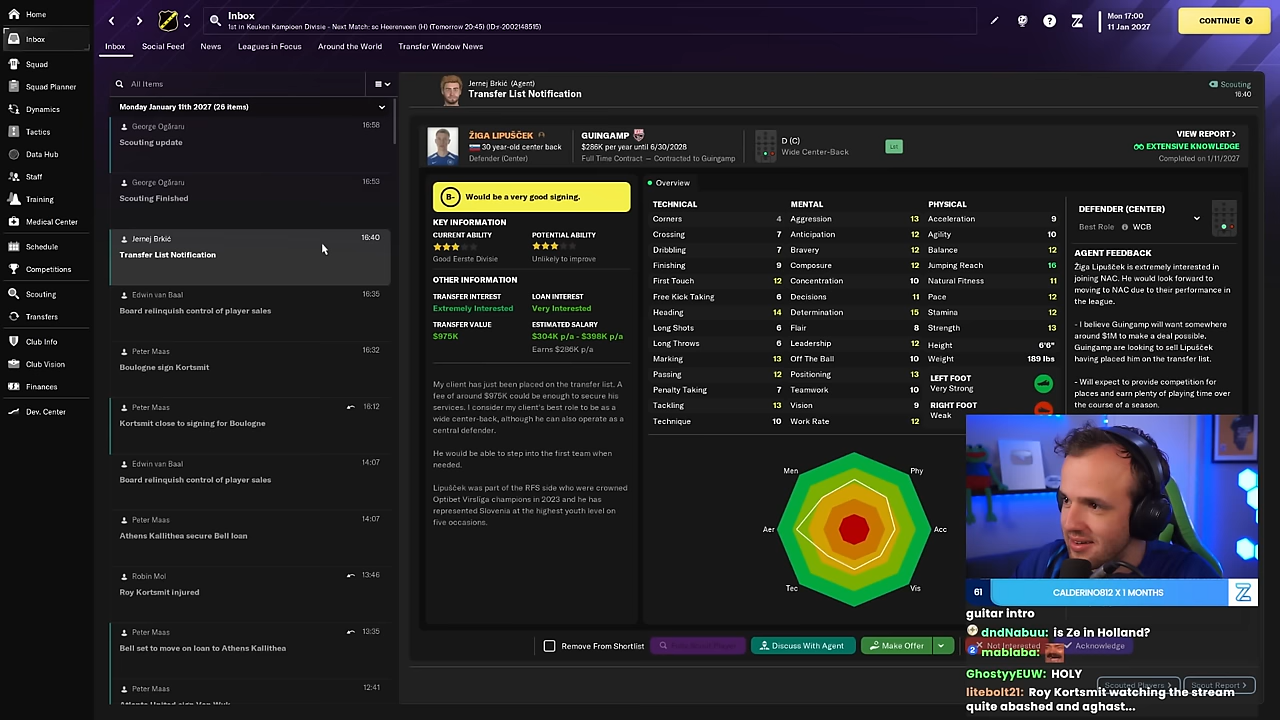 Home
Inbox
Squad
Squad Planner
Dynamics
Tactics
Data Hub
Staff
Training
Medical Center
Schedule
Competitions
Scouting
Transfers
Club Info
Club Vision
Finances
Dev. Center
Inbox
1st in Keuken Kampioen Divisie - Next Match: sc Heerenveen (H) (Tomorrow 20:45) (ID:r-2002148515)
Mon 17:00
11 Jan 2027
CONTINUE
Inbox
Social Feed
News
Leagues in Focus
Around the World
Transfer Window News
All Items
Monday January 11th 2027 (26 items)
George Ogăraru 16:58
Scouting update
George Ogăraru 16:53
Scouting Finished
Jernej Brkić 16:40
Transfer List Notification
Edwin van Baal 16:35
Board relinquish control of player sales
Peter Maas 16:32
Boulogne sign Kortsmit
Peter Maas 16:12
Kortsmit close to signing for Boulogne
Edwin van Baal 14:07
Board relinquish control of player sales
Peter Maas 14:07
Athens Kallithea secure Bell loan
Robin Mol 13:46
Roy Kortsmit injured
Peter Maas 13:35
Bell set to move on loan to Athens Kallithea
Peter Maas 12:41
Jernej Brkić (Agent)
Transfer List Notification
Scouting
16:40
ŽIGA LIPUŠČEK
30 year-old center back
Defender (Center)
GUINGAMP
$286K per year until 6/30/2028
Full Time Contract – Contracted to Guingamp
D (C)
Wide Center-Back
List
VIEW REPORT
EXTENSIVE KNOWLEDGE
Completed on 1/11/2027
B- Would be a very good signing.
KEY INFORMATION
CURRENT ABILITY POTENTIAL ABILITY
Good Eerste Divisie Unlikely to improve
OTHER INFORMATION
TRANSFER INTEREST LOAN INTEREST
Extremely Interested Very Interested
TRANSFER VALUE ESTIMATED SALARY
$975K $304K p/a - $398K p/a
Earns $286K p/a
My client has just been placed on the transfer list. A
fee of around $975K could be enough to secure his
services. I consider my client's best role to be as a
wide center-back, although he can also operate as a
central defender.
He would be able to step into the first team when
needed.
Lipušček was part of the RFS side who were crowned
Optibet Virslīga champions in 2023 and he has
represented Slovenia at the highest youth level on
five occasions.
Overview
TECHNICAL MENTAL PHYSICAL
Corners 4 Aggression 13 Acceleration 9
Crossing 7 Anticipation 12 Agility 10
Dribbling 7 Bravery 12 Balance 12
Finishing 9 Composure 12 Jumping Reach 16
First Touch 12 Concentration 10 Natural Fitness 11
Free Kick Taking 6 Decisions 11 Pace 12
Heading 14 Determination 15 Stamina 12
Long Shots 6 Flair 8 Strength 13
Long Throws 6 Leadership 12 Height 6'6"
Marking 13 Off The Ball 10 Weight 189 lbs
Passing 12 Positioning 13
Penalty Taking 7 Teamwork 10
Tackling 13 Vision 9
Technique 10 Work Rate 12
LEFT FOOT
Very Strong
RIGHT FOOT
Weak
Men Phy
Aer Acc
Tec Vis
DEFENDER (CENTER)
Best Role WCB
AGENT FEEDBACK
Žiga Lipušček is extremely interested in
joining NAC. He would look forward to
moving to NAC due to their performance in
the league.
- I believe Guingamp will want somewhere
around $1M to make a deal possible.
Guingamp are looking to sell Lipušček
having placed him on the transfer list.
- Will expect to provide competition for
places and earn plenty of playing time over
the course of a season.
Remove From Shortlist
Discuss With Agent
Make Offer
Not Interested
Acknowledge
Scouted Players
Scout Report
61 CALDERINO812 X 1 MONTHS Z
guitar intro
dndNabuu: is Ze in Holland?
mablaba:
GhostyyEUW: HOLY
litebolt21: Roy Kortsmit watching the stream
quite abashed and aghast...